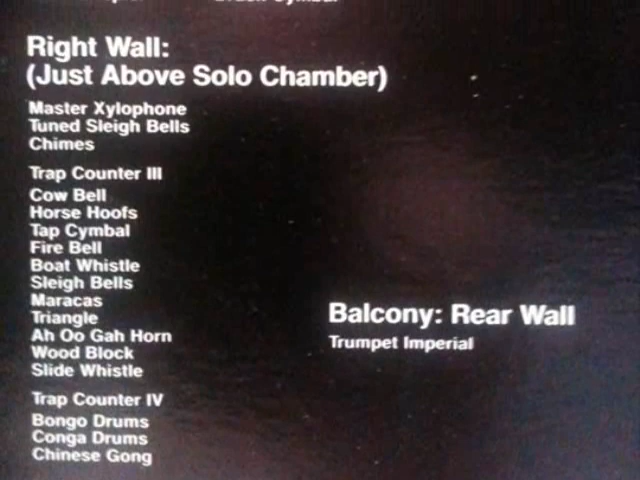 Right Wall:
(Just Above Solo Chamber)
Master Xylophone
Tuned Sleigh Bells
Chimes
Trap Counter III
Cow Bell
Horse Hoofs
Tap Cymbal
Fire Bell
Boat Whistle
Sleigh Bells
Maracas
Triangle
Ah Oo Gah Horn
Wood Block
Slide Whistle
Trap Counter IV
Bongo Drums
Conga Drums
Chinese Gong
Balcony: Rear Wall
Trumpet Imperial